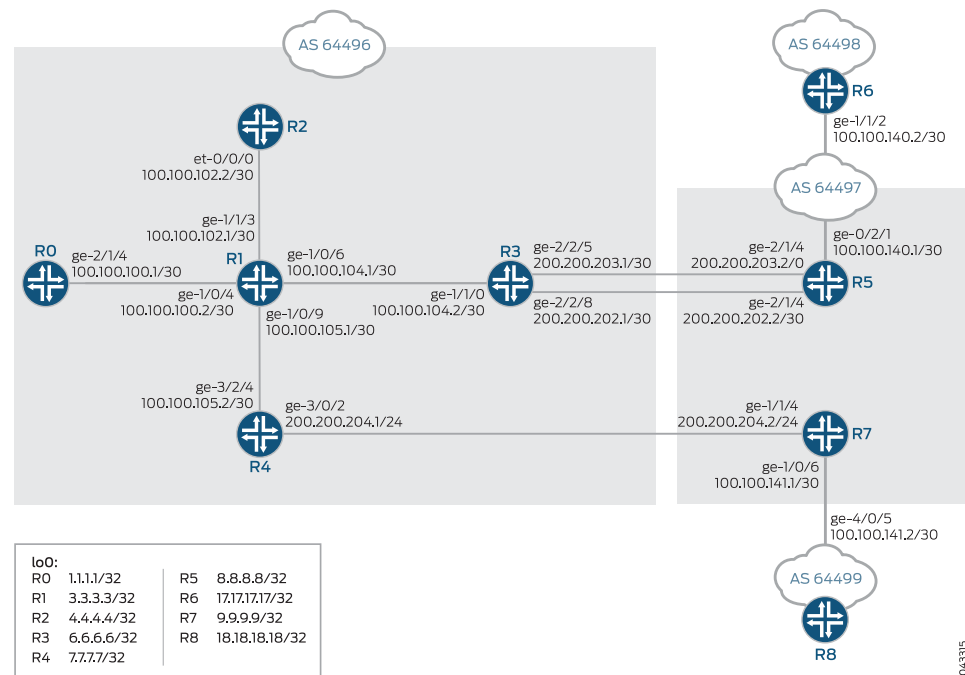 AS 64496
AS 64498
R6
ge-1/1/2
100.100.140.2/30
R2
et-0/0/0
100.100.102.2/30
AS 64497
ge-1/1/3
100.100.102.1/30
ge-0/2/1
100.100.140.1/30
R0
ge-2/1/4
100.100.100.1/30
R1
ge-1/0/6
100.100.104.1/30
R3
ge-2/2/5
200.200.203.1/30
ge-2/1/4
200.200.203.2/0
R5
ge-1/0/4
100.100.100.2/30
ge-1/0/9
100.100.105.1/30
ge-1/1/0
100.100.104.2/30
ge-2/2/8
200.200.202.1/30
ge-2/1/4
200.200.202.2/30
ge-3/2/4
100.100.105.2/30
ge-3/0/2
200.200.204.1/24
R4
ge-1/1/4
200.200.204.2/24
R7
ge-1/0/6
100.100.141.1/30
ge-4/0/5
100.100.141.2/30
AS 64499
R8
lo0:
R0 1.1.1.1/32 R5 8.8.8.8/32
R1 3.3.3.3/32 R6 17.17.17.17/32
R2 4.4.4.4/32 R7 9.9.9.9/32
R3 6.6.6.6/32 R8 18.18.18.18/32
R4 7.7.7.7/32
043315